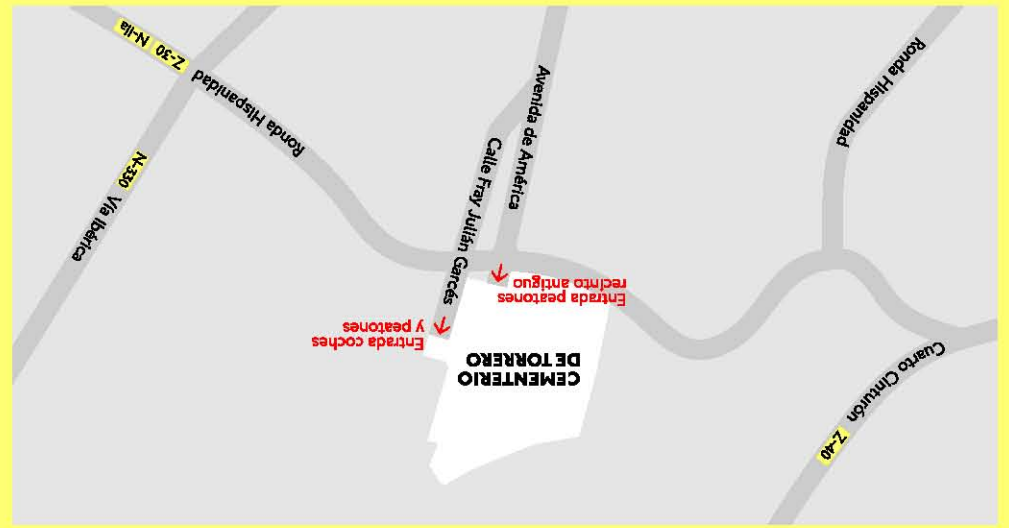 Cuarto Cinturón Z-40
CEMENTERIO
DE TORRERO
Entrada coches
y peatones
Entrada peatones
recinto antiguo
N-330 Vía Ibérica
Calle Fray Julián Garcés
Avenida de América
Ronda Hispanidad
Ronda Hispanidad Z-30 N-IIa